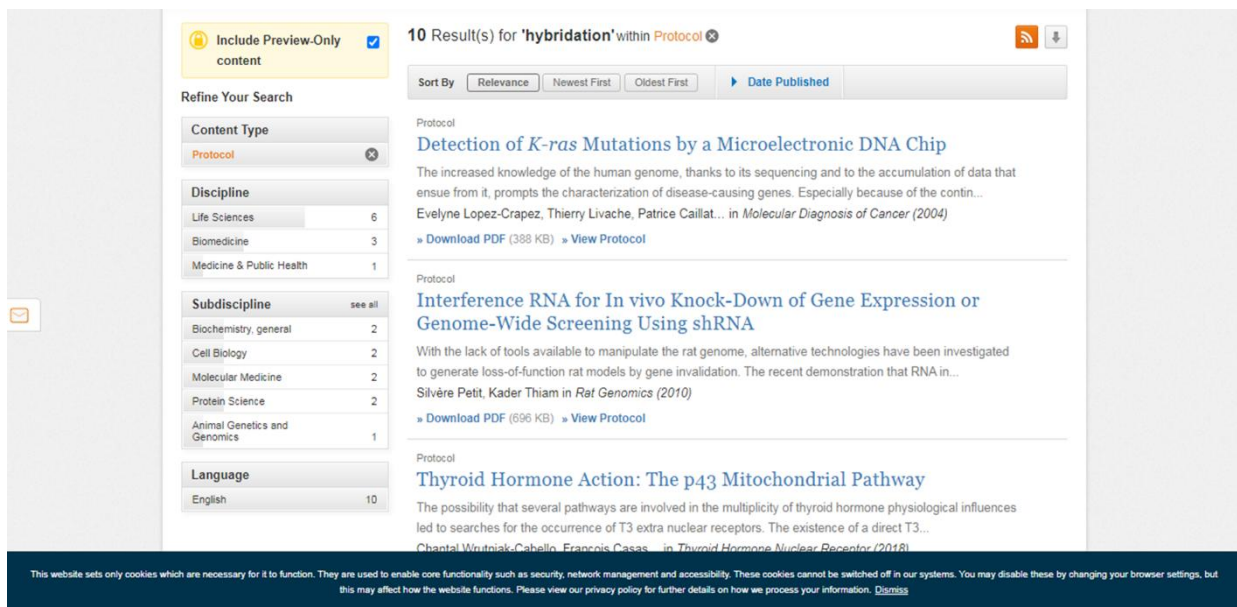 Include Preview-Only
content
Refine Your Search
Content Type
Protocol
Discipline
Life Sciences 6
Biomedicine 3
Medicine & Public Health 1
Subdiscipline see all
Biochemistry, general 2
Cell Biology 2
Molecular Medicine 2
Protein Science 2
Animal Genetics and
Genomics 1
Language
English 10
10 Result(s) for 'hybridation' within Protocol
Sort By Relevance Newest First Oldest First Date Published
Protocol
Detection of K-ras Mutations by a Microelectronic DNA Chip
The increased knowledge of the human genome, thanks to its sequencing and to the accumulation of data that
ensue from it, prompts the characterization of disease-causing genes. Especially because of the contin...
Evelyne Lopez-Crapez, Thierry Livache, Patrice Caillat... in Molecular Diagnosis of Cancer (2004)
» Download PDF (388 KB) » View Protocol
Protocol
Interference RNA for In vivo Knock-Down of Gene Expression or
Genome-Wide Screening Using shRNA
With the lack of tools available to manipulate the rat genome, alternative technologies have been investigated
to generate loss-of-function rat models by gene invalidation. The recent demonstration that RNA in...
Silvère Petit, Kader Thiam in Rat Genomics (2010)
» Download PDF (696 KB) » View Protocol
Protocol
Thyroid Hormone Action: The p43 Mitochondrial Pathway
The possibility that several pathways are involved in the multiplicity of thyroid hormone physiological influences
led to searches for the occurrence of T3 extra nuclear receptors. The existence of a direct T3...
Chantal Wrutniak-Cabello, François Casas... in Thyroid Hormone Nuclear Receptor (2018)
This website sets only cookies which are necessary for it to function. They are used to enable core functionality such as security, network management and accessibility. These cookies cannot be switched off in our systems. You may disable these by changing your browser settings, but
this may affect how the website functions. Please view our privacy policy for further details on how we process your information. Dismiss